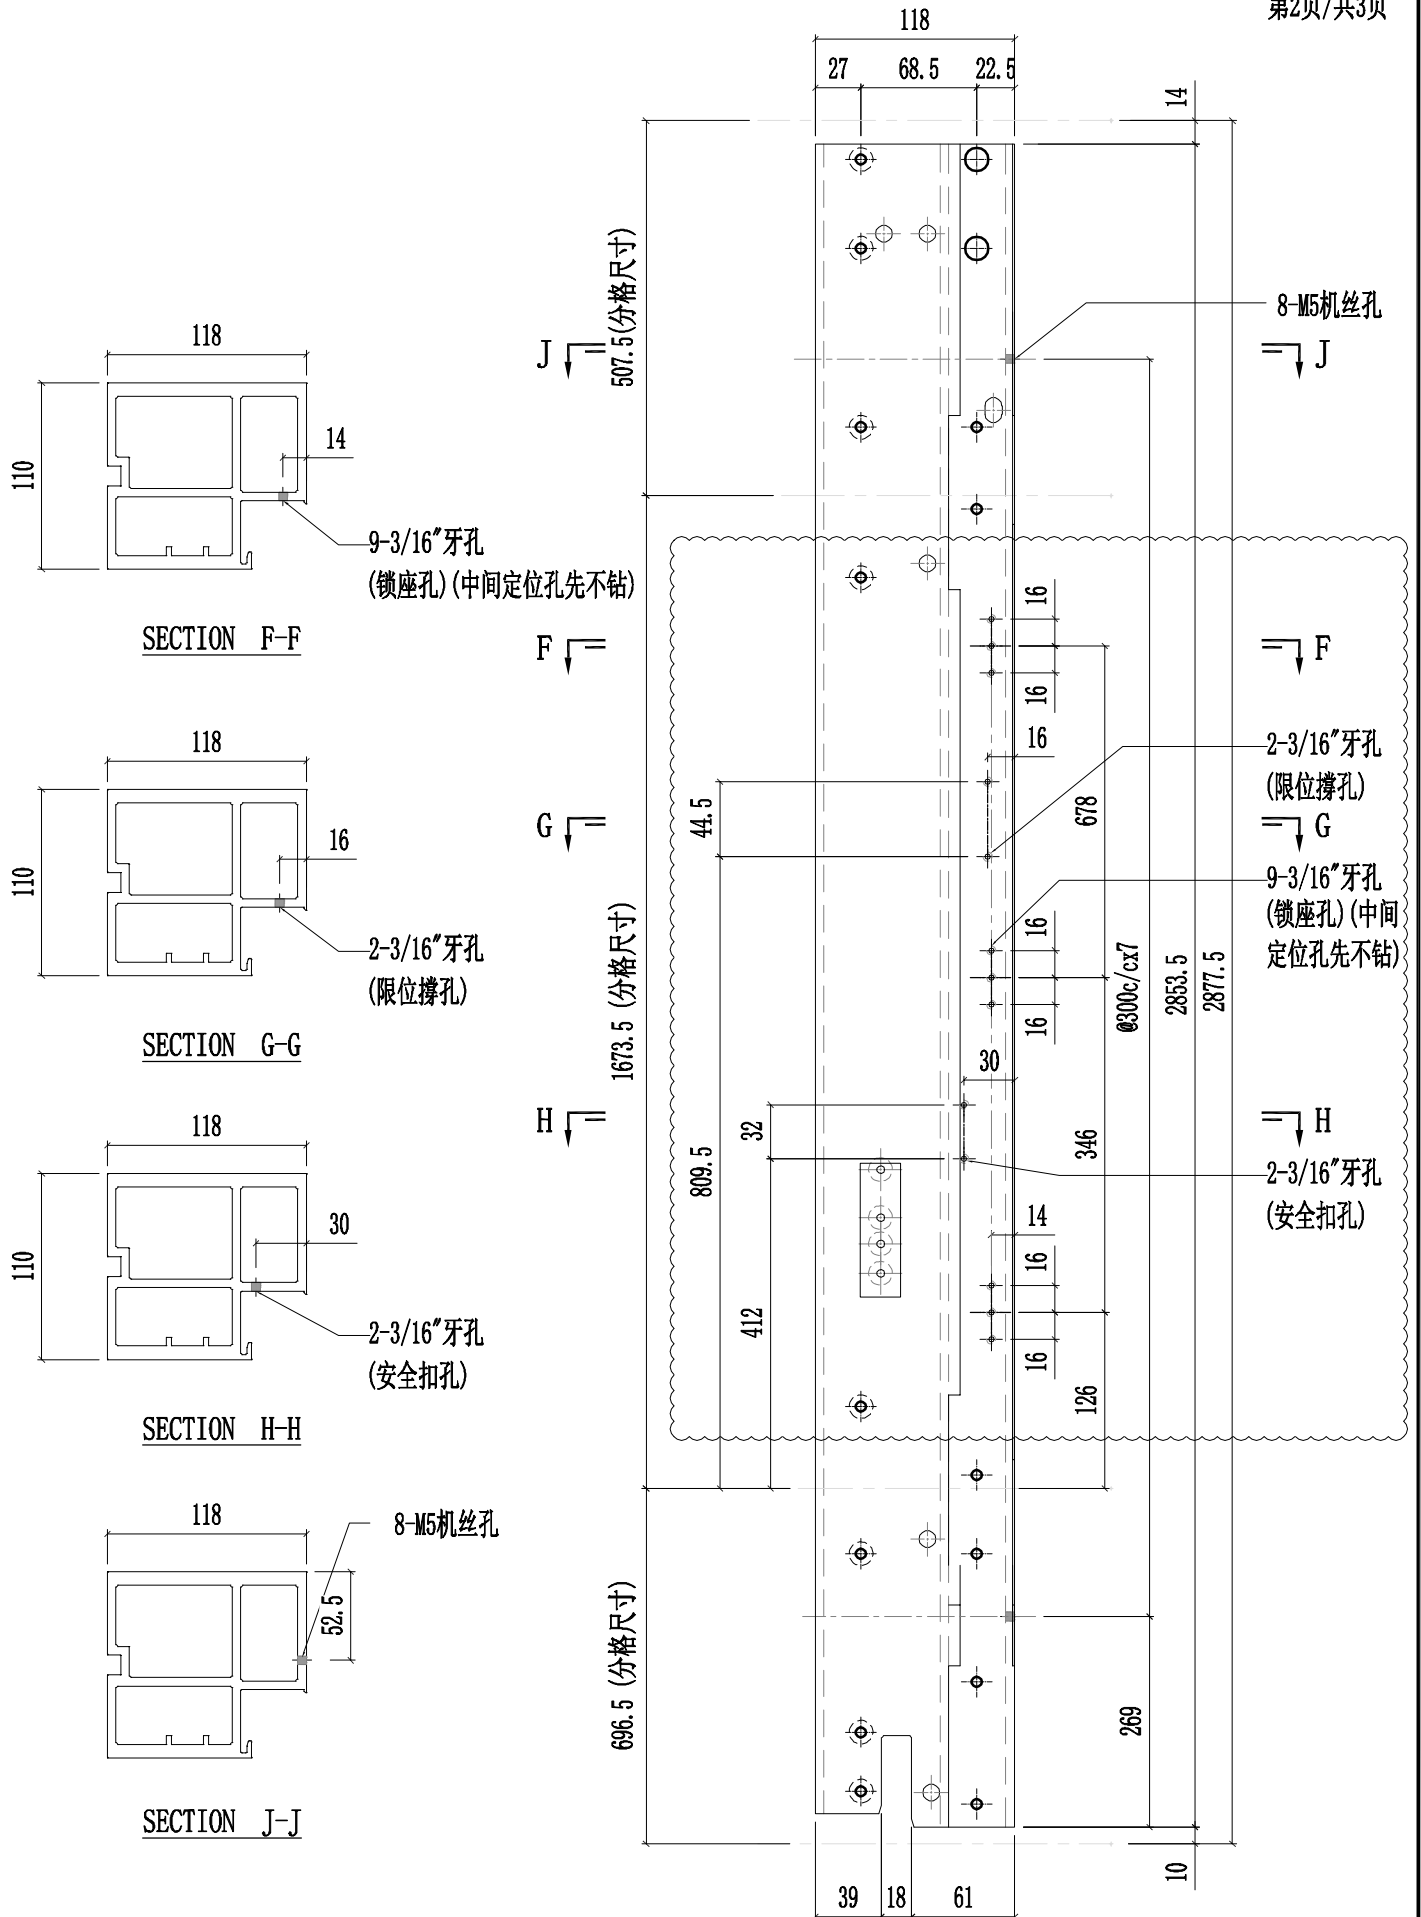 第2页/共3页
118
27
68.5
22.5
14
507.5(分格尺寸)
8-M5机丝孔
J
J
118
110
14
9-3/16"牙孔
(锁座孔)(中间定位孔先不钻)
SECTION F-F
F
F
16
16
16
2-3/16"牙孔
(限位撑孔)
44.5
678
G
G
118
110
16
2-3/16"牙孔
(限位撑孔)
SECTION G-G
9-3/16"牙孔
(锁座孔)(中间
定位孔先不钻)
1673.5 (分格尺寸)
16
16
@300c/cx7
2853.5
2877.5
30
H
H
32
809.5
346
2-3/16"牙孔
(安全扣孔)
118
110
30
2-3/16"牙孔
(安全扣孔)
SECTION H-H
14
16
16
412
126
118
8-M5机丝孔
52.5
SECTION J-J
696.5 (分格尺寸)
269
10
39
18
61